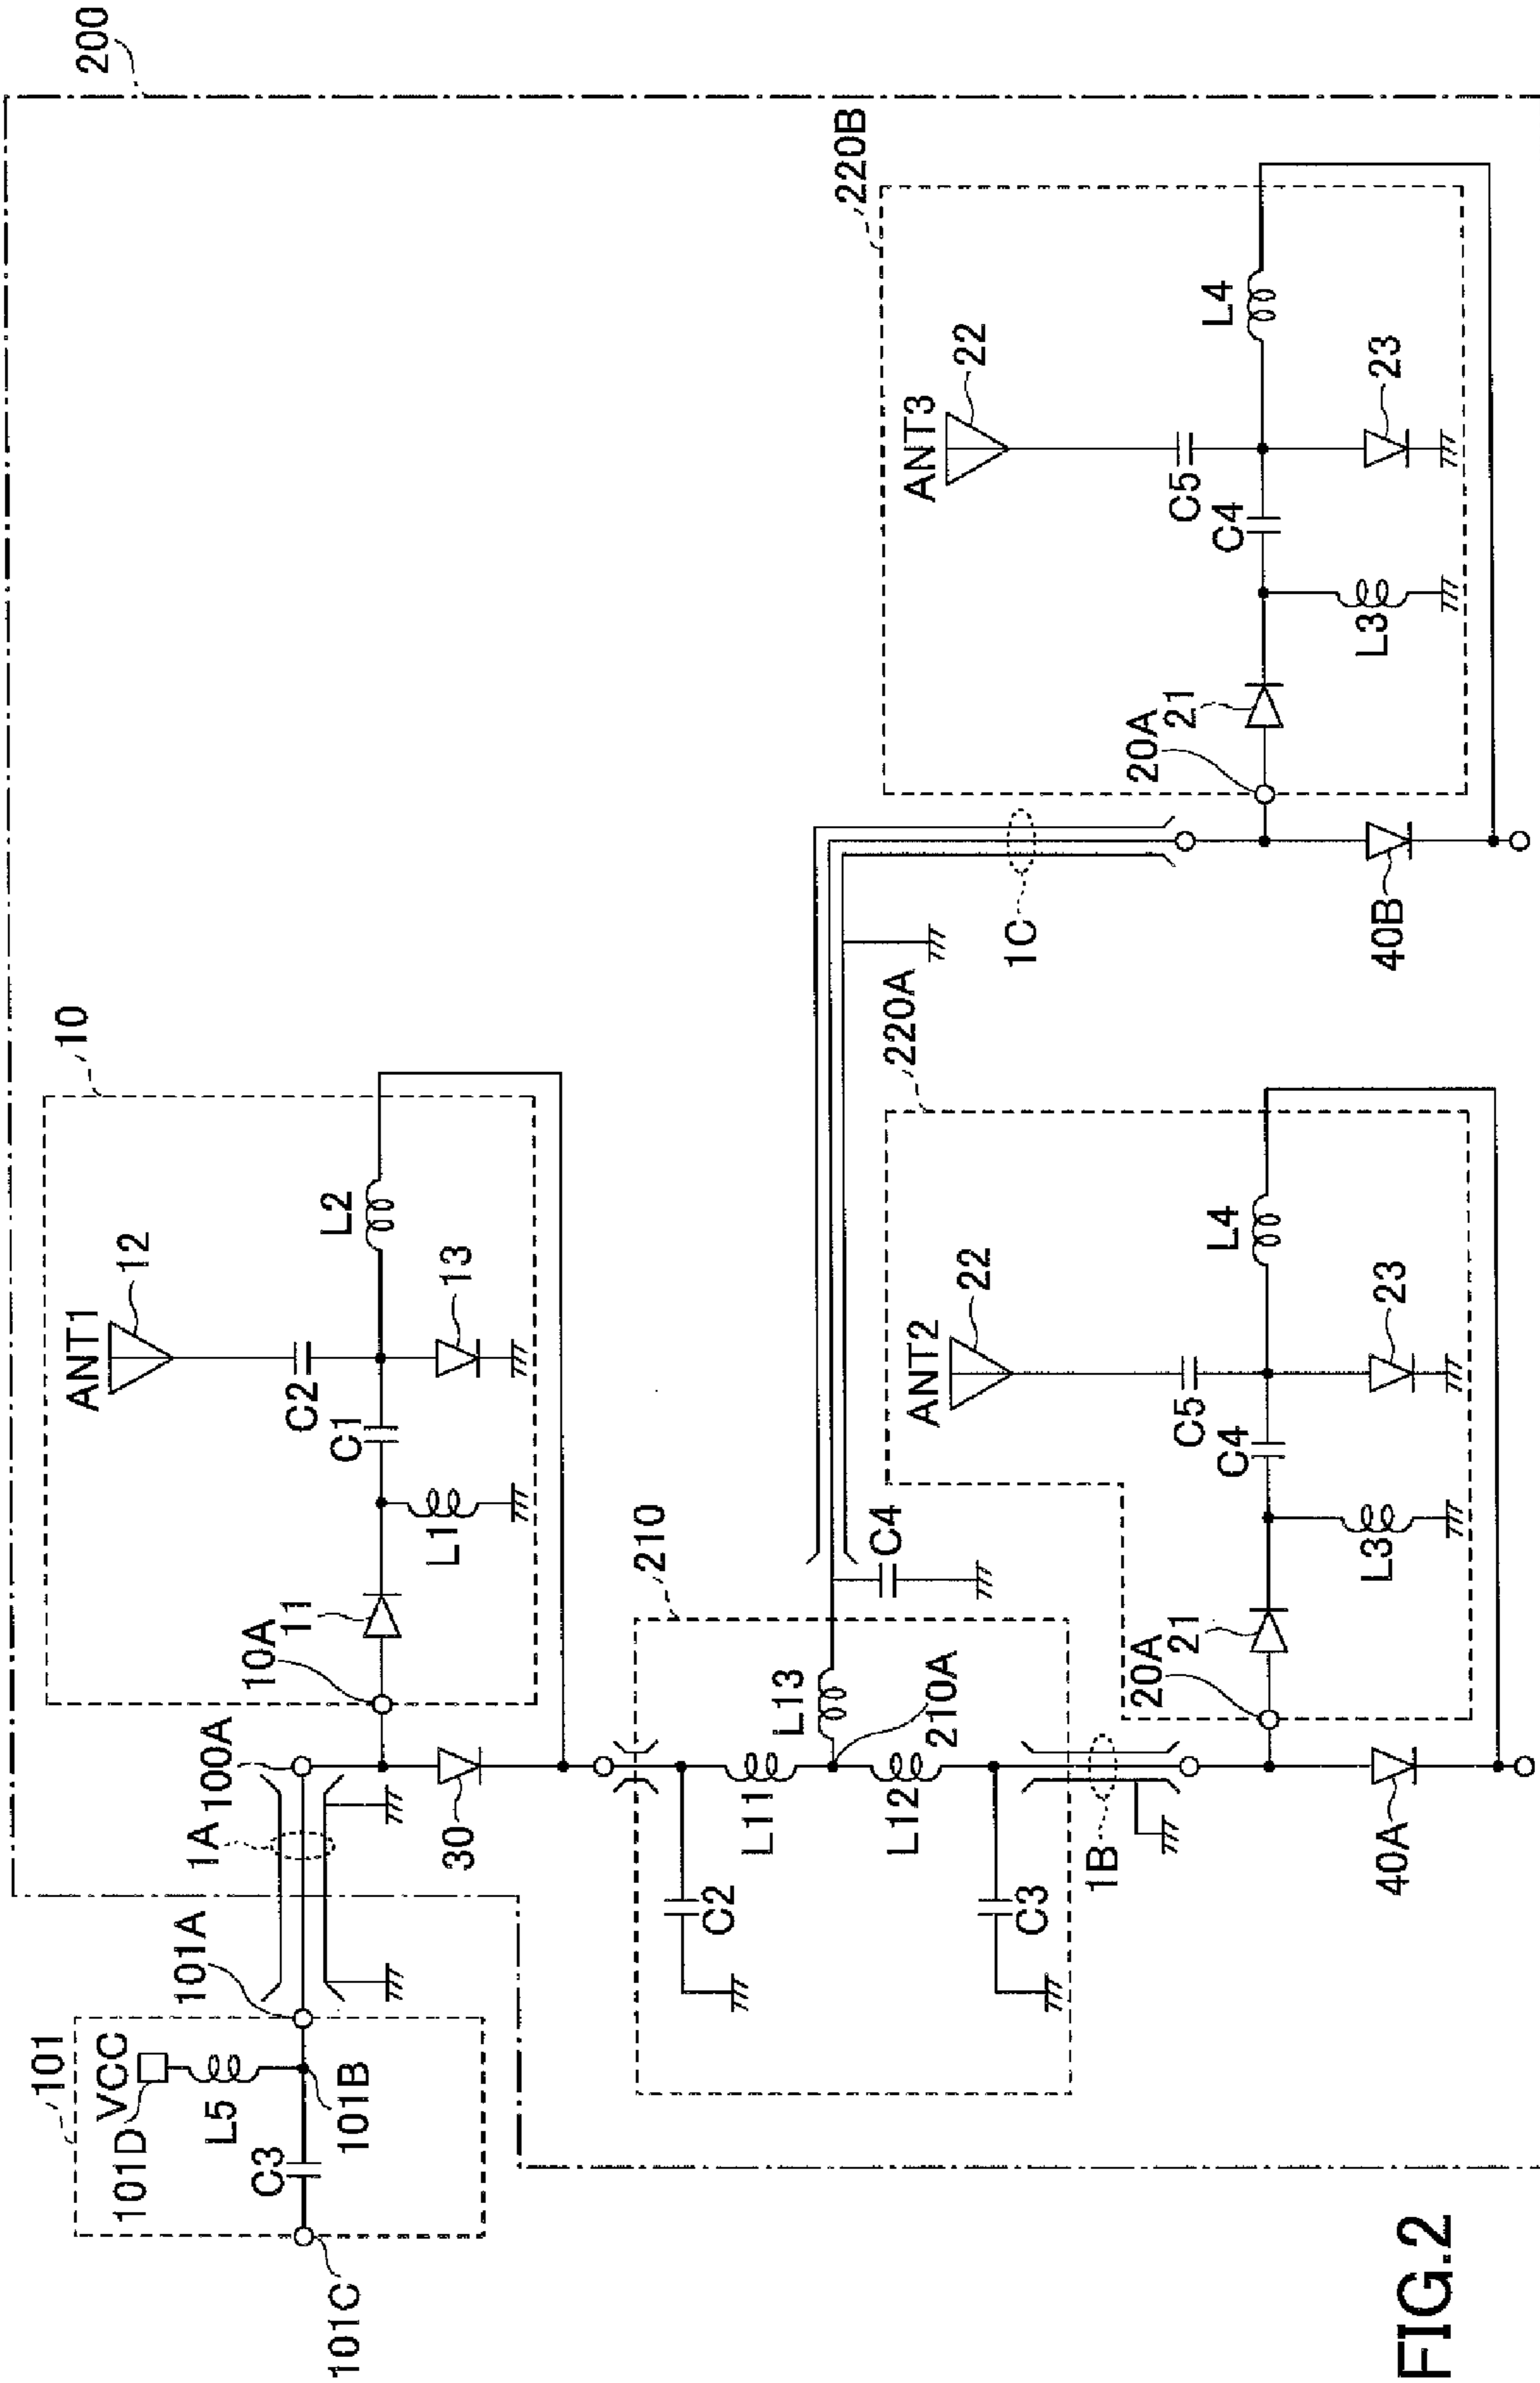 200
101
VCC
101D
L5
C3
101B
101C
101A
1A
100A
10A
11
10
ANT1
12
C2
C1
L1
L2
13
30
210
C2
L11
L13
210A
L12
C3
C4
1B
1C
220A
ANT2
22
C5
C4
L4
20A
21
L3
23
40A
220B
ANT3
22
C5
C4
L4
20A
21
L3
23
40B
FIG.2